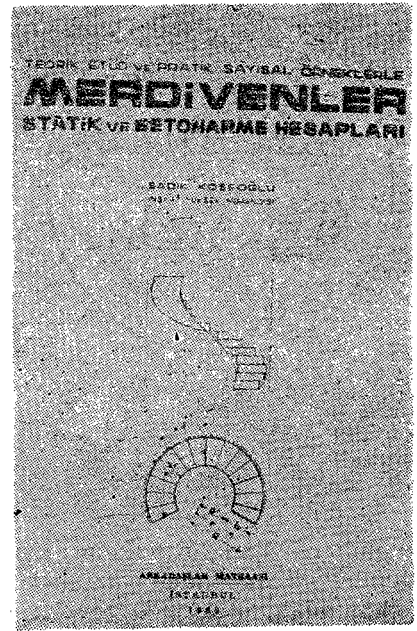 TEORİK ETÜD VE PRATİK SAYISAL ÖRNEKLERLE
MERDİVENLER
STATİK VE BETONARME HESAPLARI
SADIK KÖSEOĞLU
ARKADAŞLAR MATBAASI
İSTANBUL